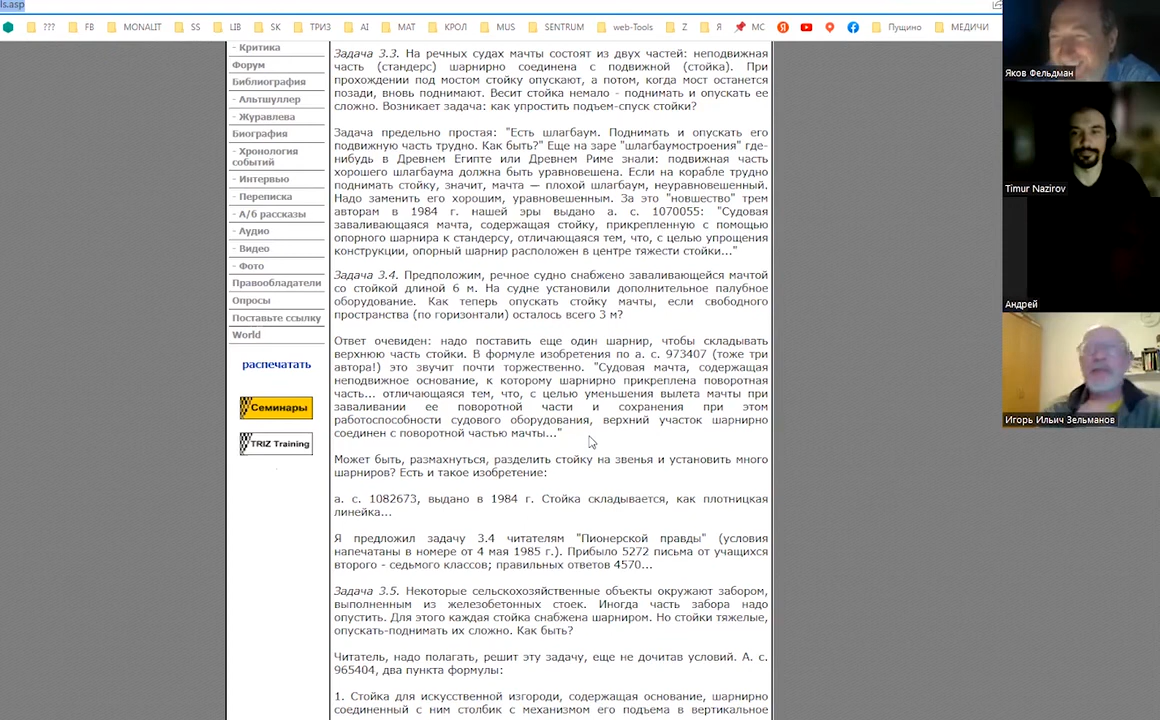 ls.asp
??? FB MONALIT SS LIB SK ТРИЗ AI МАТ КРОЛ MUS SENTRUM web-Tools Z Я МС Пущино МЕДИЧИ
- Критика
Форум
Библиография
- Альтшуллер
- Журавлева
Биография
- Хронология
событий
- Интервью
- Переписка
- А/б рассказы
- Аудио
- Видео
- Фото
Правообладатели
Опросы
Поставьте ссылку
World
распечатать
Семинары
TRIZ Training
Задача 3.3. На речных судах мачты состоят из двух частей: неподвижная
часть (стандерс) шарнирно соединена с подвижной (стойка). При
прохождении под мостом стойку опускают, а потом, когда мост останется
позади, вновь поднимают. Весит стойка немало - поднимать и опускать ее
сложно. Возникает задача: как упростить подъем-спуск стойки?
Задача предельно простая: "Есть шлагбаум. Поднимать и опускать его
подвижную часть трудно. Как быть?" Еще на заре "шлагбаумостроения" где-
нибудь в Древнем Египте или Древнем Риме знали: подвижная часть
хорошего шлагбаума должна быть уравновешена. Если на корабле трудно
поднимать стойку, значит, мачта — плохой шлагбаум, неуравновешенный.
Надо заменить его хорошим, уравновешенным. За это "новшество" трем
авторам в 1984 г. нашей эры выдано а. с. 1070055: "Судовая
заваливающаяся мачта, содержащая стойку, прикрепленную с помощью
опорного шарнира к стандерсу, отличающаяся тем, что, с целью упрощения
конструкции, опорный шарнир расположен в центре тяжести стойки..."
Задача 3.4. Предположим, речное судно снабжено заваливающейся мачтой
со стойкой длиной 6 м. На судне установили дополнительное палубное
оборудование. Как теперь опускать стойку мачты, если свободного
пространства (по горизонтали) осталось всего 3 м?
Ответ очевиден: надо поставить еще один шарнир, чтобы складывать
верхнюю часть стойки. В формуле изобретения по а. с. 973407 (тоже три
автора!) это звучит почти торжественно. "Судовая мачта, содержащая
неподвижное основание, к которому шарнирно прикреплена поворотная
часть... отличающаяся тем, что, с целью уменьшения вылета мачты при
заваливании ее поворотной части и сохранения при этом
работоспособности судового оборудования, верхний участок шарнирно
соединен с поворотной частью мачты..."
Может быть, размахнуться, разделить стойку на звенья и установить много
шарниров? Есть и такое изобретение:
а. с. 1082673, выдано в 1984 г. Стойка складывается, как плотницкая
линейка...
Я предложил задачу 3.4 читателям "Пионерской правды" (условия
напечатаны в номере от 4 мая 1985 г.). Прибыло 5272 письма от учащихся
второго - седьмого классов; правильных ответов 4570...
Задача 3.5. Некоторые сельскохозяйственные объекты окружают забором,
выполненным из железобетонных стоек. Иногда часть забора надо
опустить. Для этого каждая стойка снабжена шарниром. Но стойки тяжелые,
опускать-поднимать их сложно. Как быть?
Читатель, надо полагать, решит эту задачу, еще не дочитав условий. А. с.
965404, два пункта формулы:
1. Стойка для искусственной изгороди, содержащая основание, шарнирно
соединенный с ним столбик с механизмом его подъема в вертикальное
Яков Фельдман
Timur Nazirov
Андрей
Игорь Ильич Зельманов